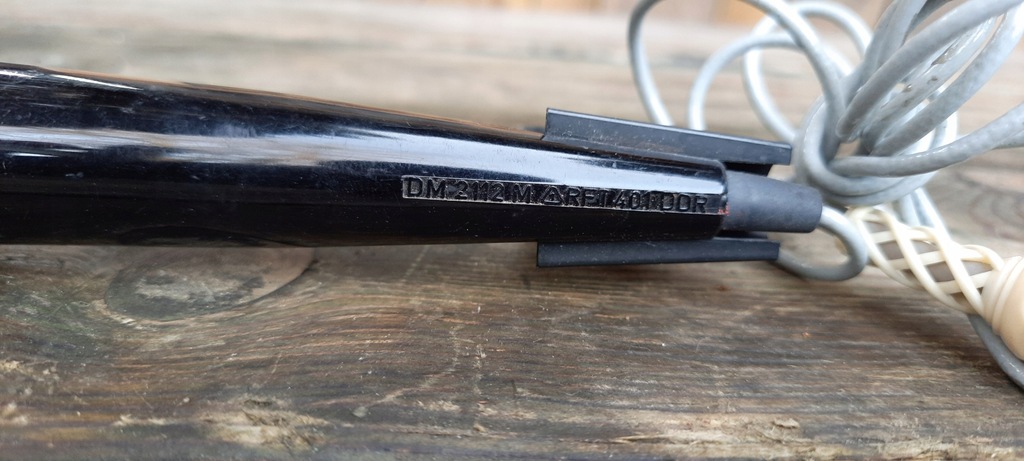 DM 2112 M △ RFT 401 DDR